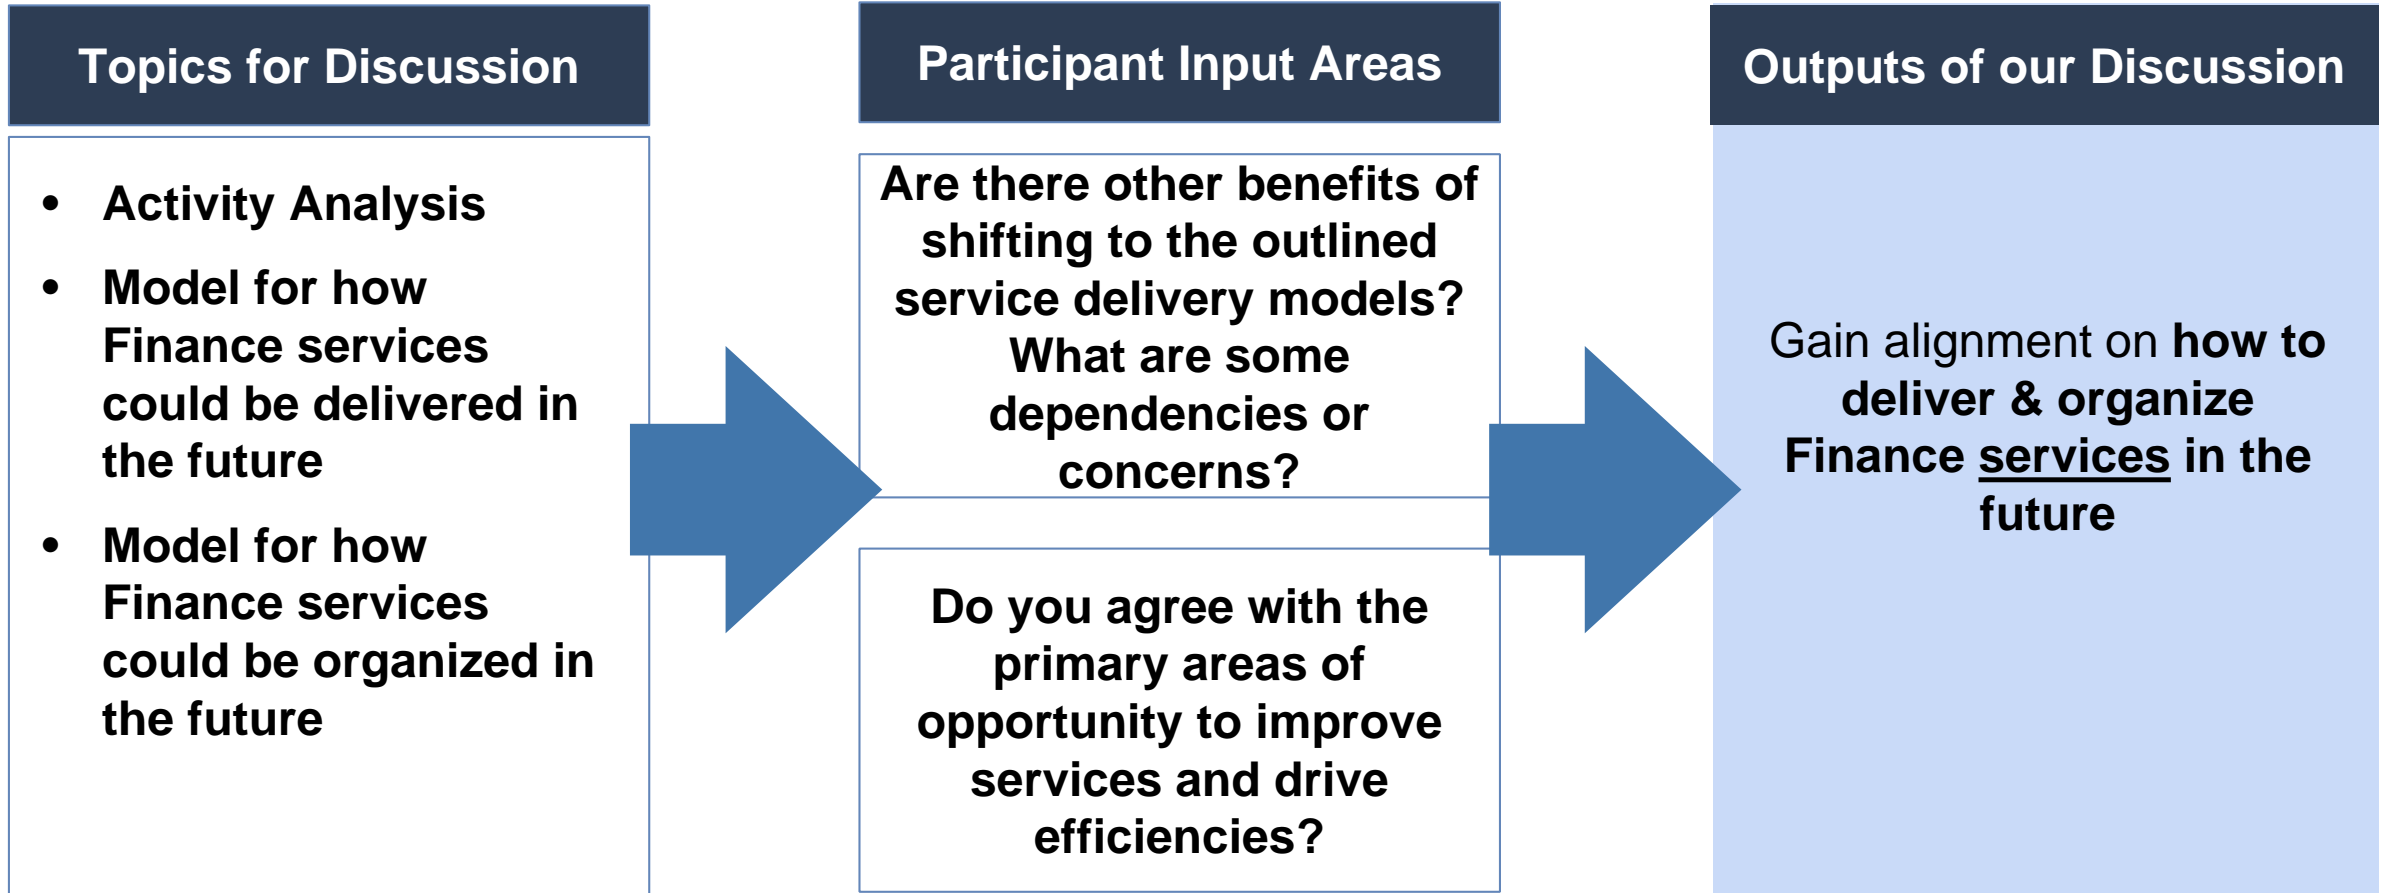 Topics for Discussion
• Activity Analysis
• Model for how
Finance services
could be delivered in
the future
• Model for how
Finance services
could be organized in
the future
Participant Input Areas
Are there other benefits of
shifting to the outlined
service delivery models?
What are some
dependencies or
concerns?
Do you agree with the
primary areas of
opportunity to improve
services and drive
efficiencies?
Outputs of our Discussion
Gain alignment on how to
deliver & organize
Finance services in the
future